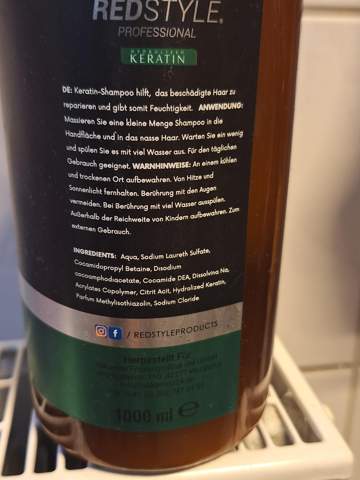 REDSTYLE®
PROFESSIONAL
HYDROLIZED
KERATIN
DE: Keratin-Shampoo hilft, das beschädigte Haar zu
reparieren und gibt somit Feuchtigkeit. ANWENDUNG:
Massieren Sie eine kleine Menge Shampoo in die
Handfläche und in das nasse Haar. Warten Sie ein wenig
und spülen Sie es mit viel Wasser aus. Für den täglichen
Gebrauch geeignet. WARNHINWEISE: An einem kühlen
und trockenen Ort aufbewahren. Von Hitze und
Sonnenlicht fernhalten. Berührung mit den Augen
vermeiden. Bei Berührung mit viel Wasser ausspülen.
Außerhalb der Reichweite von Kindern aufbewahren. Zum
externen Gebrauch.
INGREDIENTS: Aqua, Sodium Laureth Sulfate,
Cocamidopropyl Betaine, Disodium
cocoamphodiacetate, Cocamide DEA, Dissolvina Na,
Acrylates Copolymer, Citrit Acit, Hydrolized Keratin,
Parfum Methylisothiazolin, Sodium Cloride
/ REDSTYLEPRODUCTS
Hergestellt Für
1000 ml e